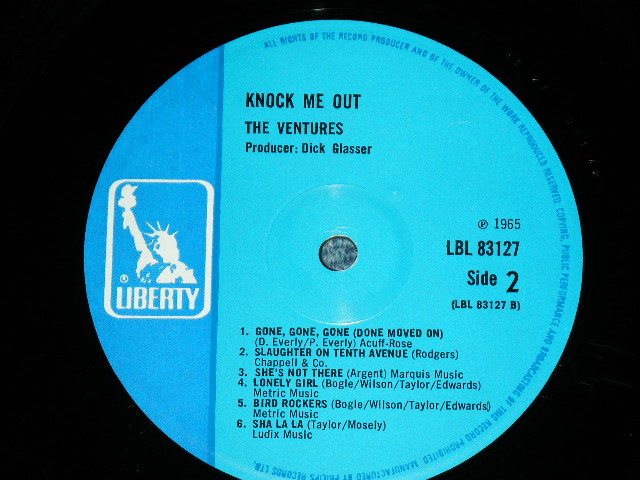 ALL RIGHTS OF THE RECORD PRODUCER AND OF THE OWNER OF THE WORK REPRODUCED RESERVED. COPYING, PUBLIC PERFORMANCE AND BROADCASTING OF THIS RECORD PROHIBITED. MANUFACTURED BY PHILIPS RECORDS LTD.
KNOCK ME OUT
THE VENTURES
Producer: Dick Glasser
℗ 1965
LBL 83127
Side 2
(LBL 83127 B)
® LIBERTY
1. GONE, GONE, GONE (DONE MOVED ON)
(D. Everly/P. Everly) Acuff-Rose
2. SLAUGHTER ON TENTH AVENUE (Rodgers)
Chappell & Co.
3. SHE'S NOT THERE (Argent) Marquis Music
4. LONELY GIRL (Bogle/Wilson/Taylor/Edwards)
Metric Music
5. BIRD ROCKERS (Bogle/Wilson/Taylor/Edwards)
Metric Music
6. SHA LA LA (Taylor/Mosely)
Ludix Music